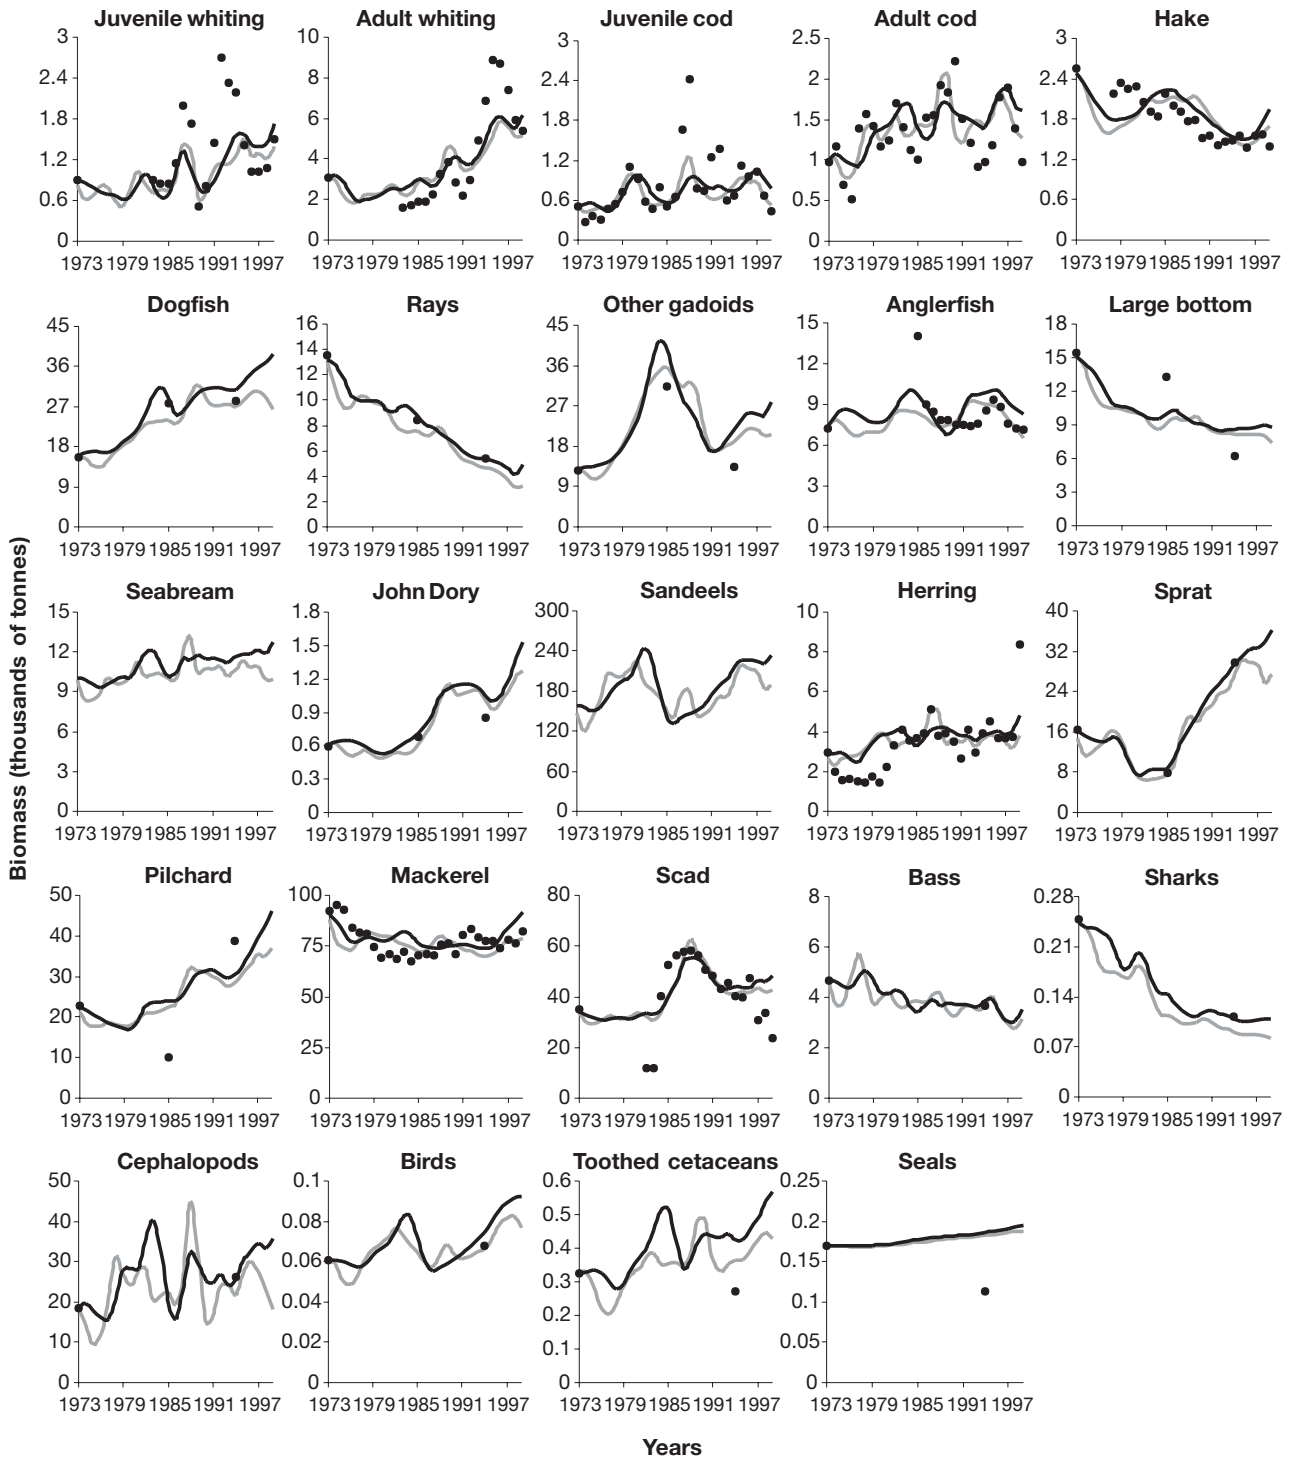 Juvenile whiting Adult whiting Juvenile cod Adult cod Hake
3 10 3 2.5 3
2.4 8 2.4 2 2.4
1.8 6 1.8 1.5 1.8
1.2 4 1.2 1 1.2
0.6 2 0.6 0.5 0.6
0 0 0 0 0
1973 1979 1985 1991 1997 1973 1979 1985 1991 1997 1973 1979 1985 1991 1997 1973 1979 1985 1991 1997 1973 1979 1985 1991 1997
Dogfish Rays Other gadoids Anglerfish Large bottom
45 16 45 15 18
36 14 36 12 15
27 12 27 9 12
18 10 18 6 9
9 8 9 3 6
0 6 0 0 3
4 0
2
0
1973 1979 1985 1991 1997 1973 1979 1985 1991 1997 1973 1979 1985 1991 1997 1973 1979 1985 1991 1997 1973 1979 1985 1991 1997
Biomass (thousands of tonnes)
Seabream John Dory Sandeels Herring Sprat
15 1.8 300 10 40
12 1.5 240 8 32
9 1.2 180 6 24
6 0.9 120 4 16
3 0.6 60 2 8
0 0.3 0 0 0
0
1973 1979 1985 1991 1997 1973 1979 1985 1991 1997 1973 1979 1985 1991 1997 1973 1979 1985 1991 1997 1973 1979 1985 1991 1997
Pilchard Mackerel Scad Bass Sharks
50 100 80 8 0.28
40 75 60 6 0.21
30 50 40 4 0.14
20 25 20 2 0.07
10 0 0 0 0
0
1973 1979 1985 1991 1997 1973 1979 1985 1991 1997 1973 1979 1985 1991 1997 1973 1979 1985 1991 1997 1973 1979 1985 1991 1997
Cephalopods Birds Toothed cetaceans Seals
50 0.1 0.6 0.25
40 0.08 0.5 0.2
30 0.06 0.4 0.15
20 0.04 0.3 0.1
10 0.02 0.2 0.05
0 0 0.1 0
0
1973 1979 1985 1991 1997 1973 1979 1985 1991 1997 1973 1979 1985 1991 1997 1973 1979 1985 1991 1997
Years